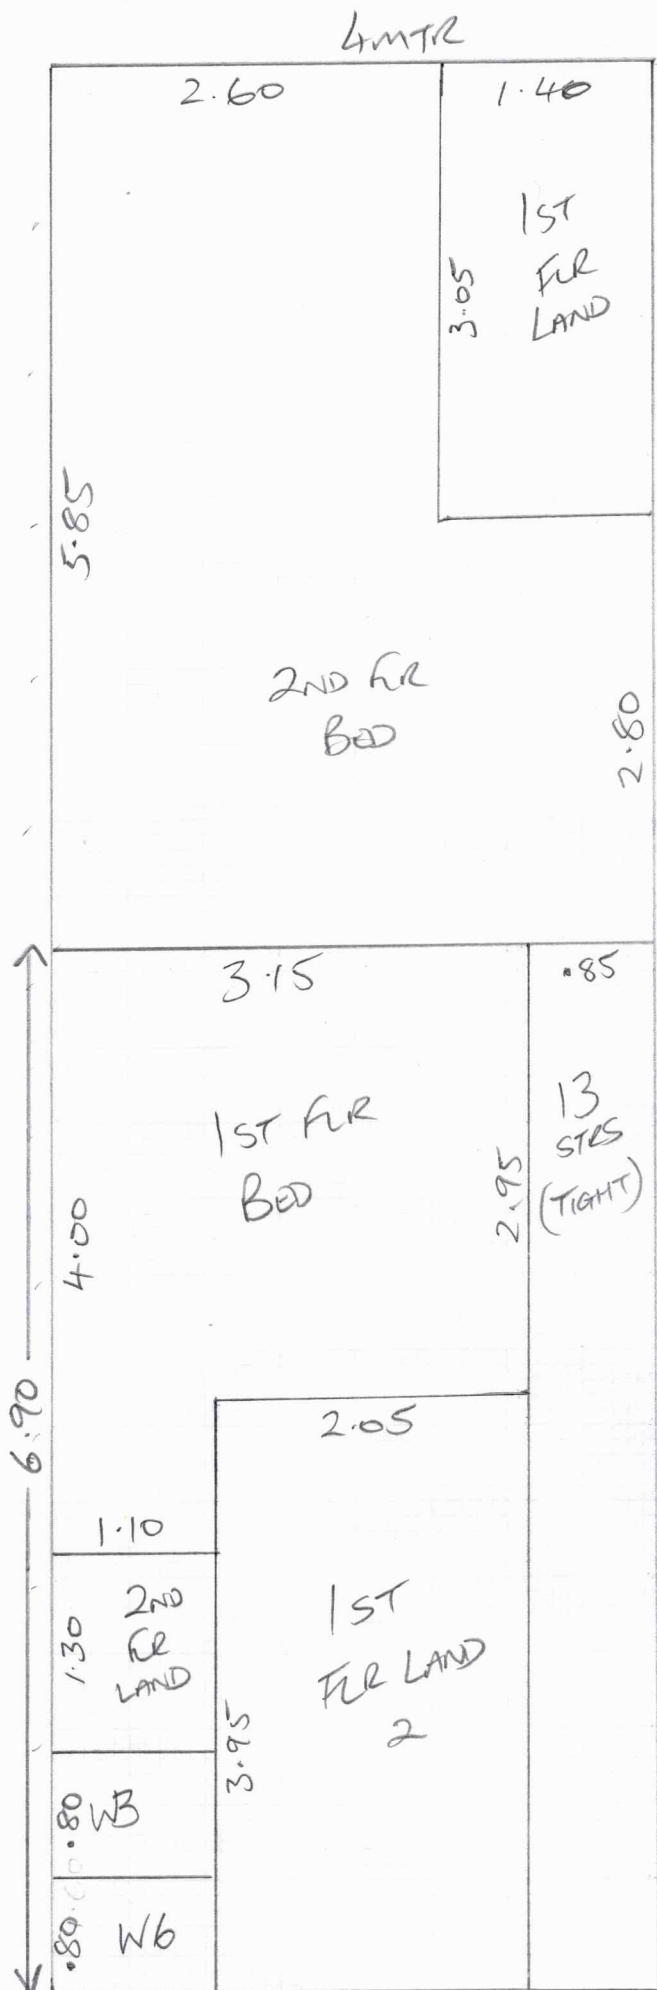 4MTR
2.60
1.40
1ST
FLR
LAND
3.05
5.85
2ND FLR
BED
2.80
3.15
.85
1ST FLR
BED
13
STRS
(TIGHT)
2.95
4.00
6.90
2.05
1.10
2ND
FLR
LAND
1.30
1ST
FLR LAND
2
3.95
.80
W3
.80
W6